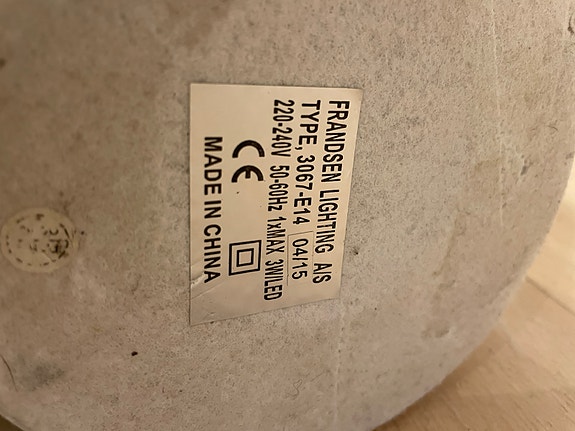 FRANDSEN LIGHTING A/S
TYPE, 3067-E14 04/15
220-240V 50-60Hz 1xMAX 3W/LED
CE
MADE IN CHINA